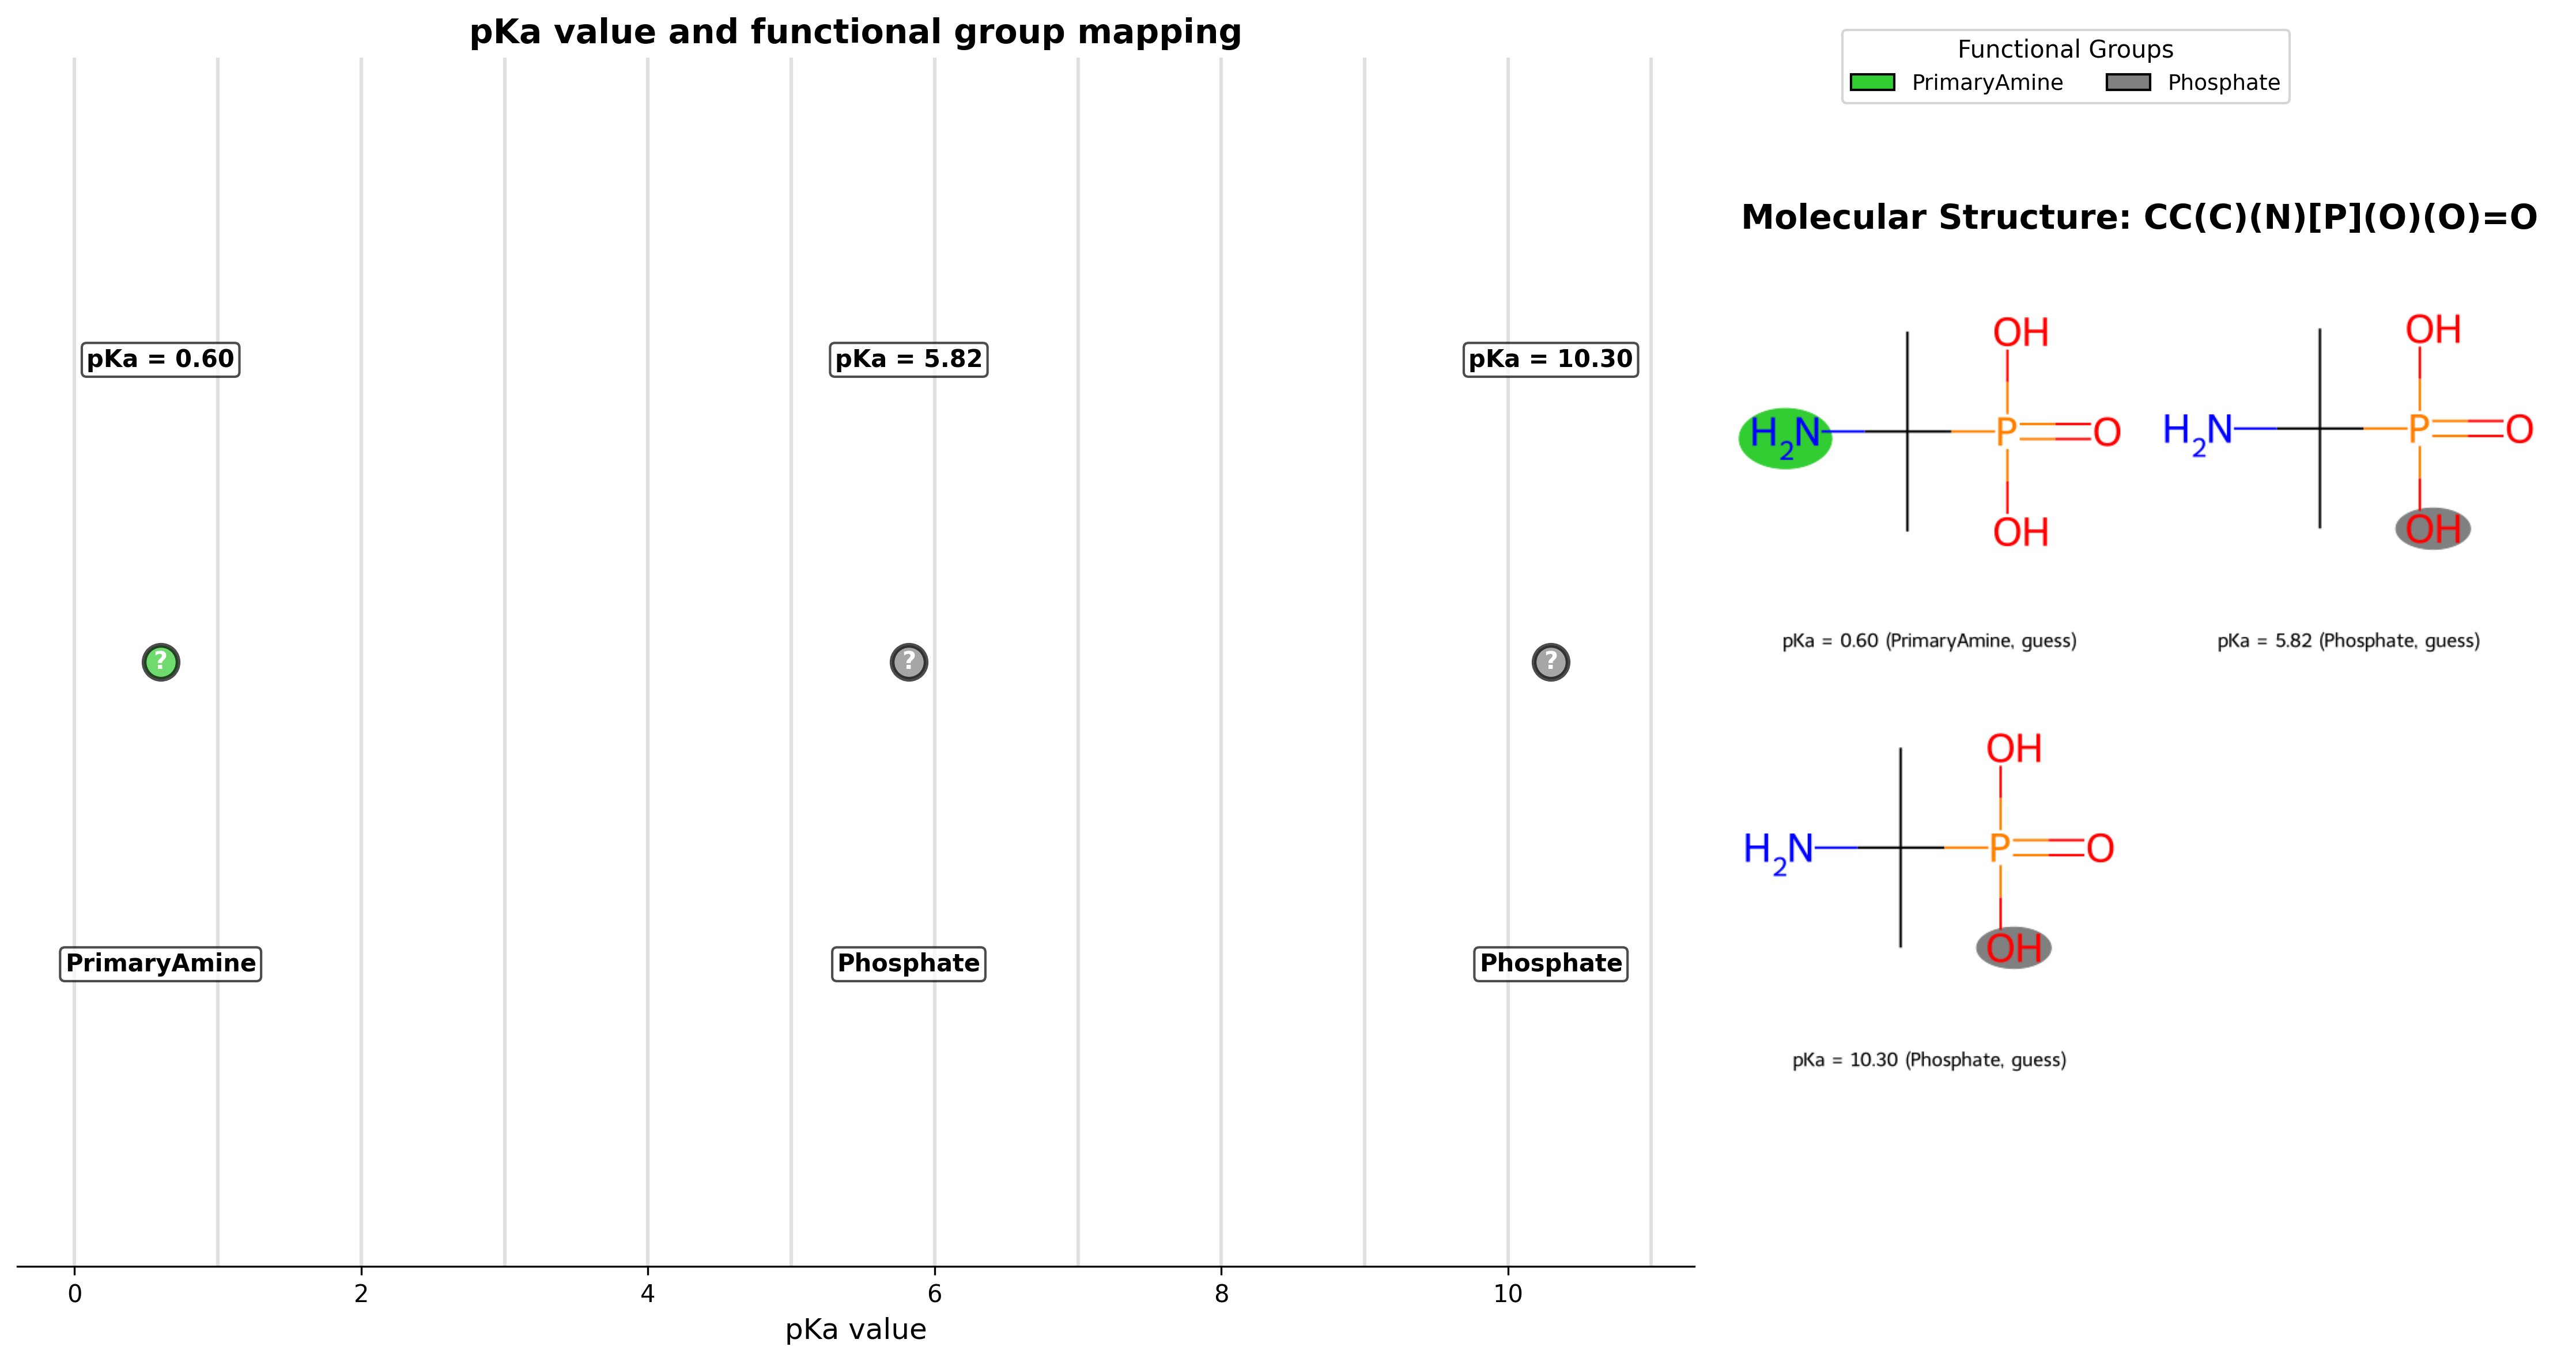 pKa value and functional group mapping
pKa = 0.60
pKa = 5.82
pKa = 10.30
?
?
?
PrimaryAmine
Phosphate
Phosphate
0
2
4
6
8
10
pKa value
Functional Groups
PrimaryAmine
Phosphate
Molecular Structure: CC(C)(N)[P](O)(O)=O
OH
H2N
P
O
OH
pKa = 0.60 (PrimaryAmine, guess)
OH
H2N
P
O
OH
pKa = 5.82 (Phosphate, guess)
OH
H2N
P
O
OH
pKa = 10.30 (Phosphate, guess)